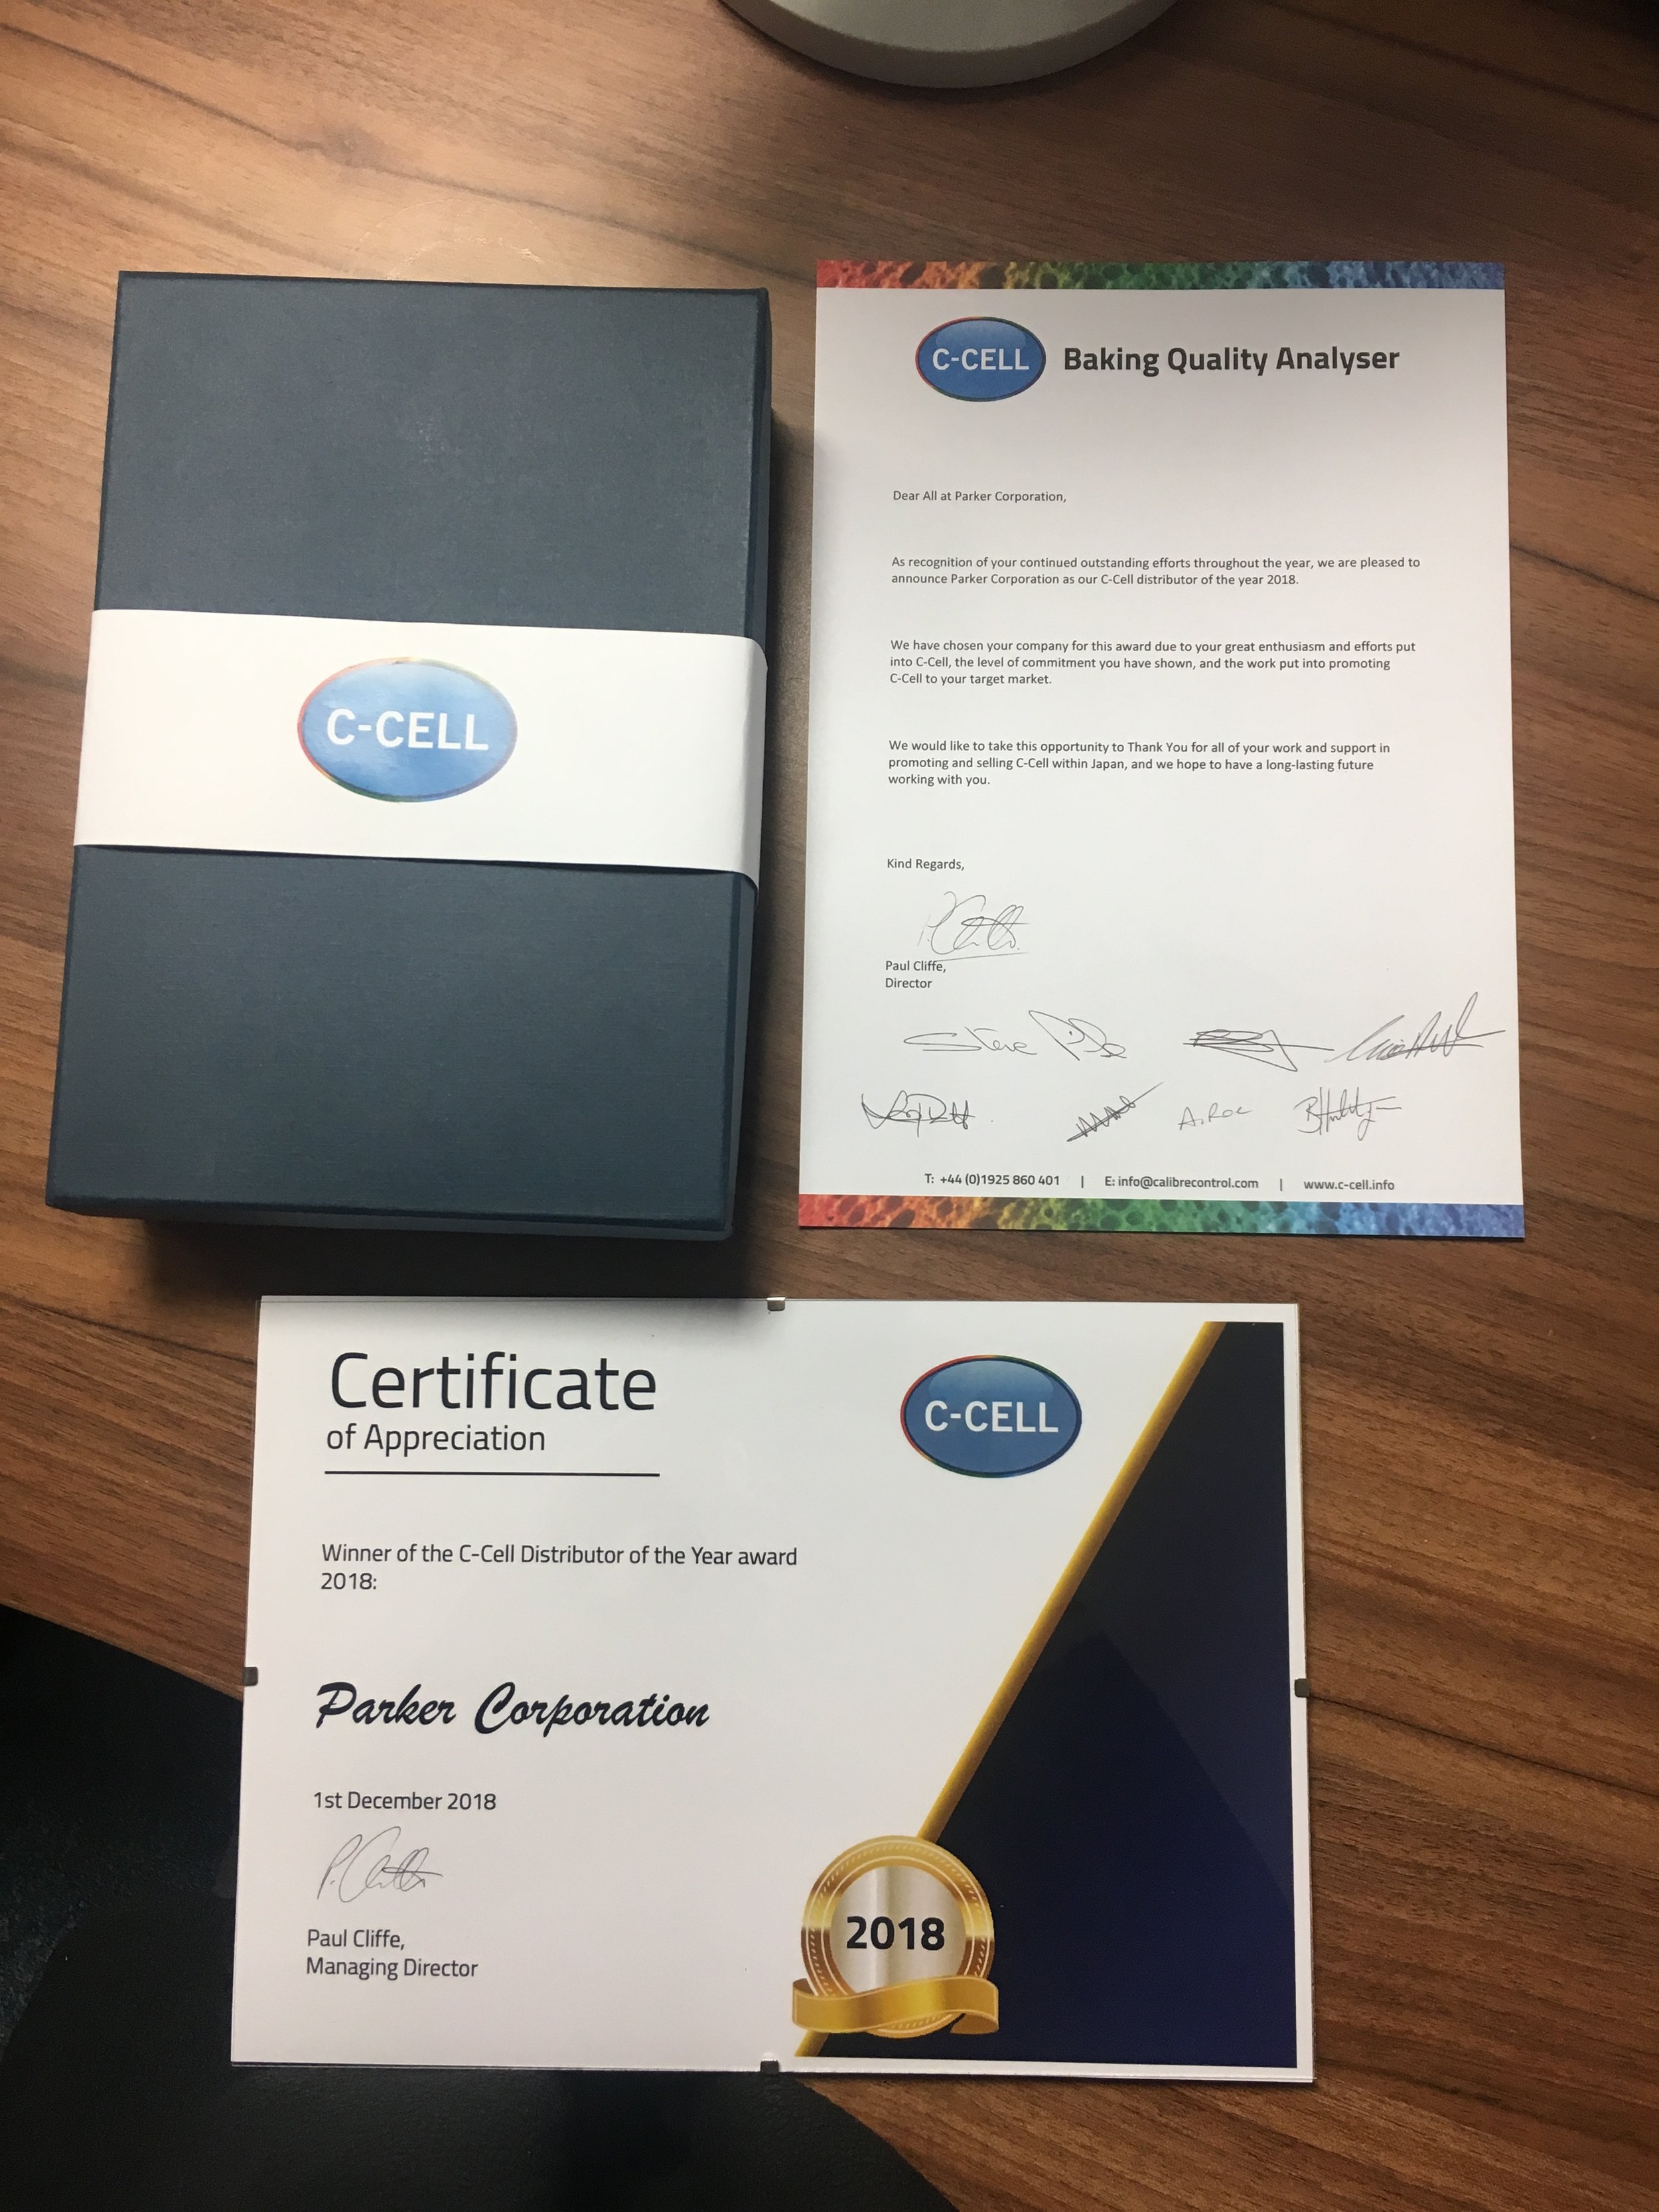 C-CELL
C-CELL Baking Quality Analyser
Dear All at Parker Corporation,
As recognition of your continued outstanding efforts throughout the year, we are pleased to
announce Parker Corporation as our C-Cell distributor of the year 2018.
We have chosen your company for this award due to your great enthusiasm and efforts put
into C-Cell, the level of commitment you have shown, and the work put into promoting
C-Cell to your target market.
We would like to take this opportunity to Thank You for all of your work and support in
promoting and selling C-Cell within Japan, and we hope to have a long-lasting future
working with you.
Kind Regards,
Paul Cliffe,
Director
Steve
A. Roe
T: +44 (0)1925 860 401 | E: info@calibrecontrol.com | www.c-cell.info
Certificate
of Appreciation
C-CELL
Winner of the C-Cell Distributor of the Year award
2018:
Parker Corporation
1st December 2018
Paul Cliffe,
Managing Director
2018